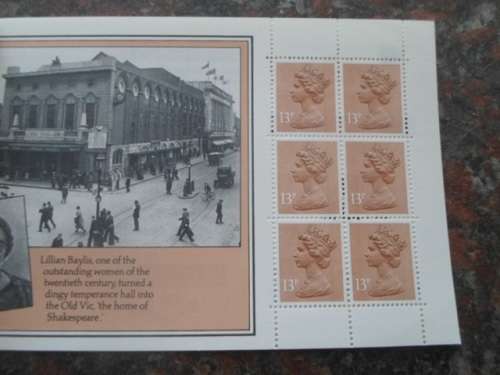 13P
13P
13P
13P
13P
13P
Lillian Baylis, one of the
outstanding women of the
twentieth century, turned a
dingy temperance hall into
the Old Vic, 'the home of
Shakespeare'.